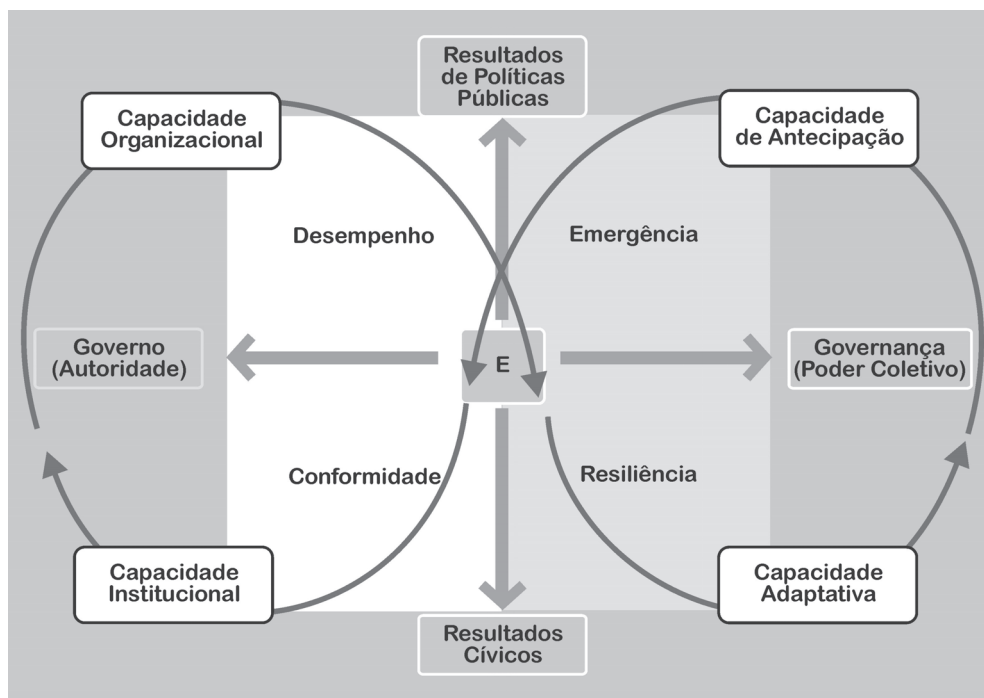 Resultados
de Políticas
Públicas
Capacidade
Organizacional
Capacidade
de Antecipação
Desempenho
Emergência
Governo
(Autoridade)
E
Governança
(Poder Coletivo)
Conformidade
Resiliência
Capacidade
Institucional
Capacidade
Adaptativa
Resultados
Cívicos